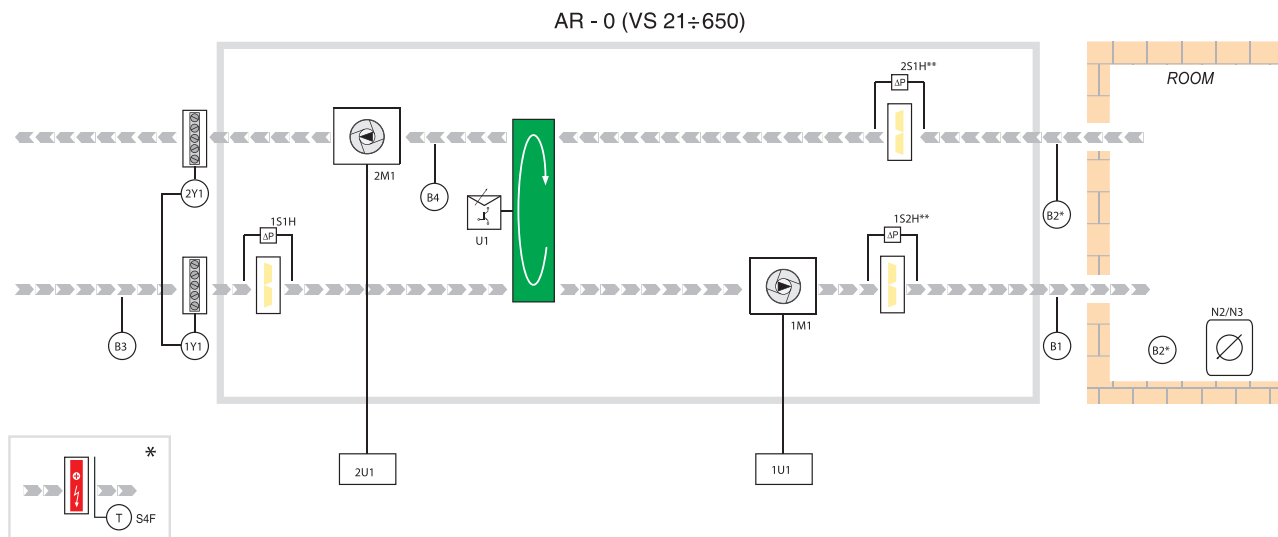 AR - 0 (VS 21÷650)
2S1H**
ΔP
ROOM
2M1
2Y1
B4
B2*
U1
1S1H
ΔP
1S2H**
ΔP
1M1
B3
1Y1
B1
B2*
N2/N3
2U1
1U1
*
T
S4F